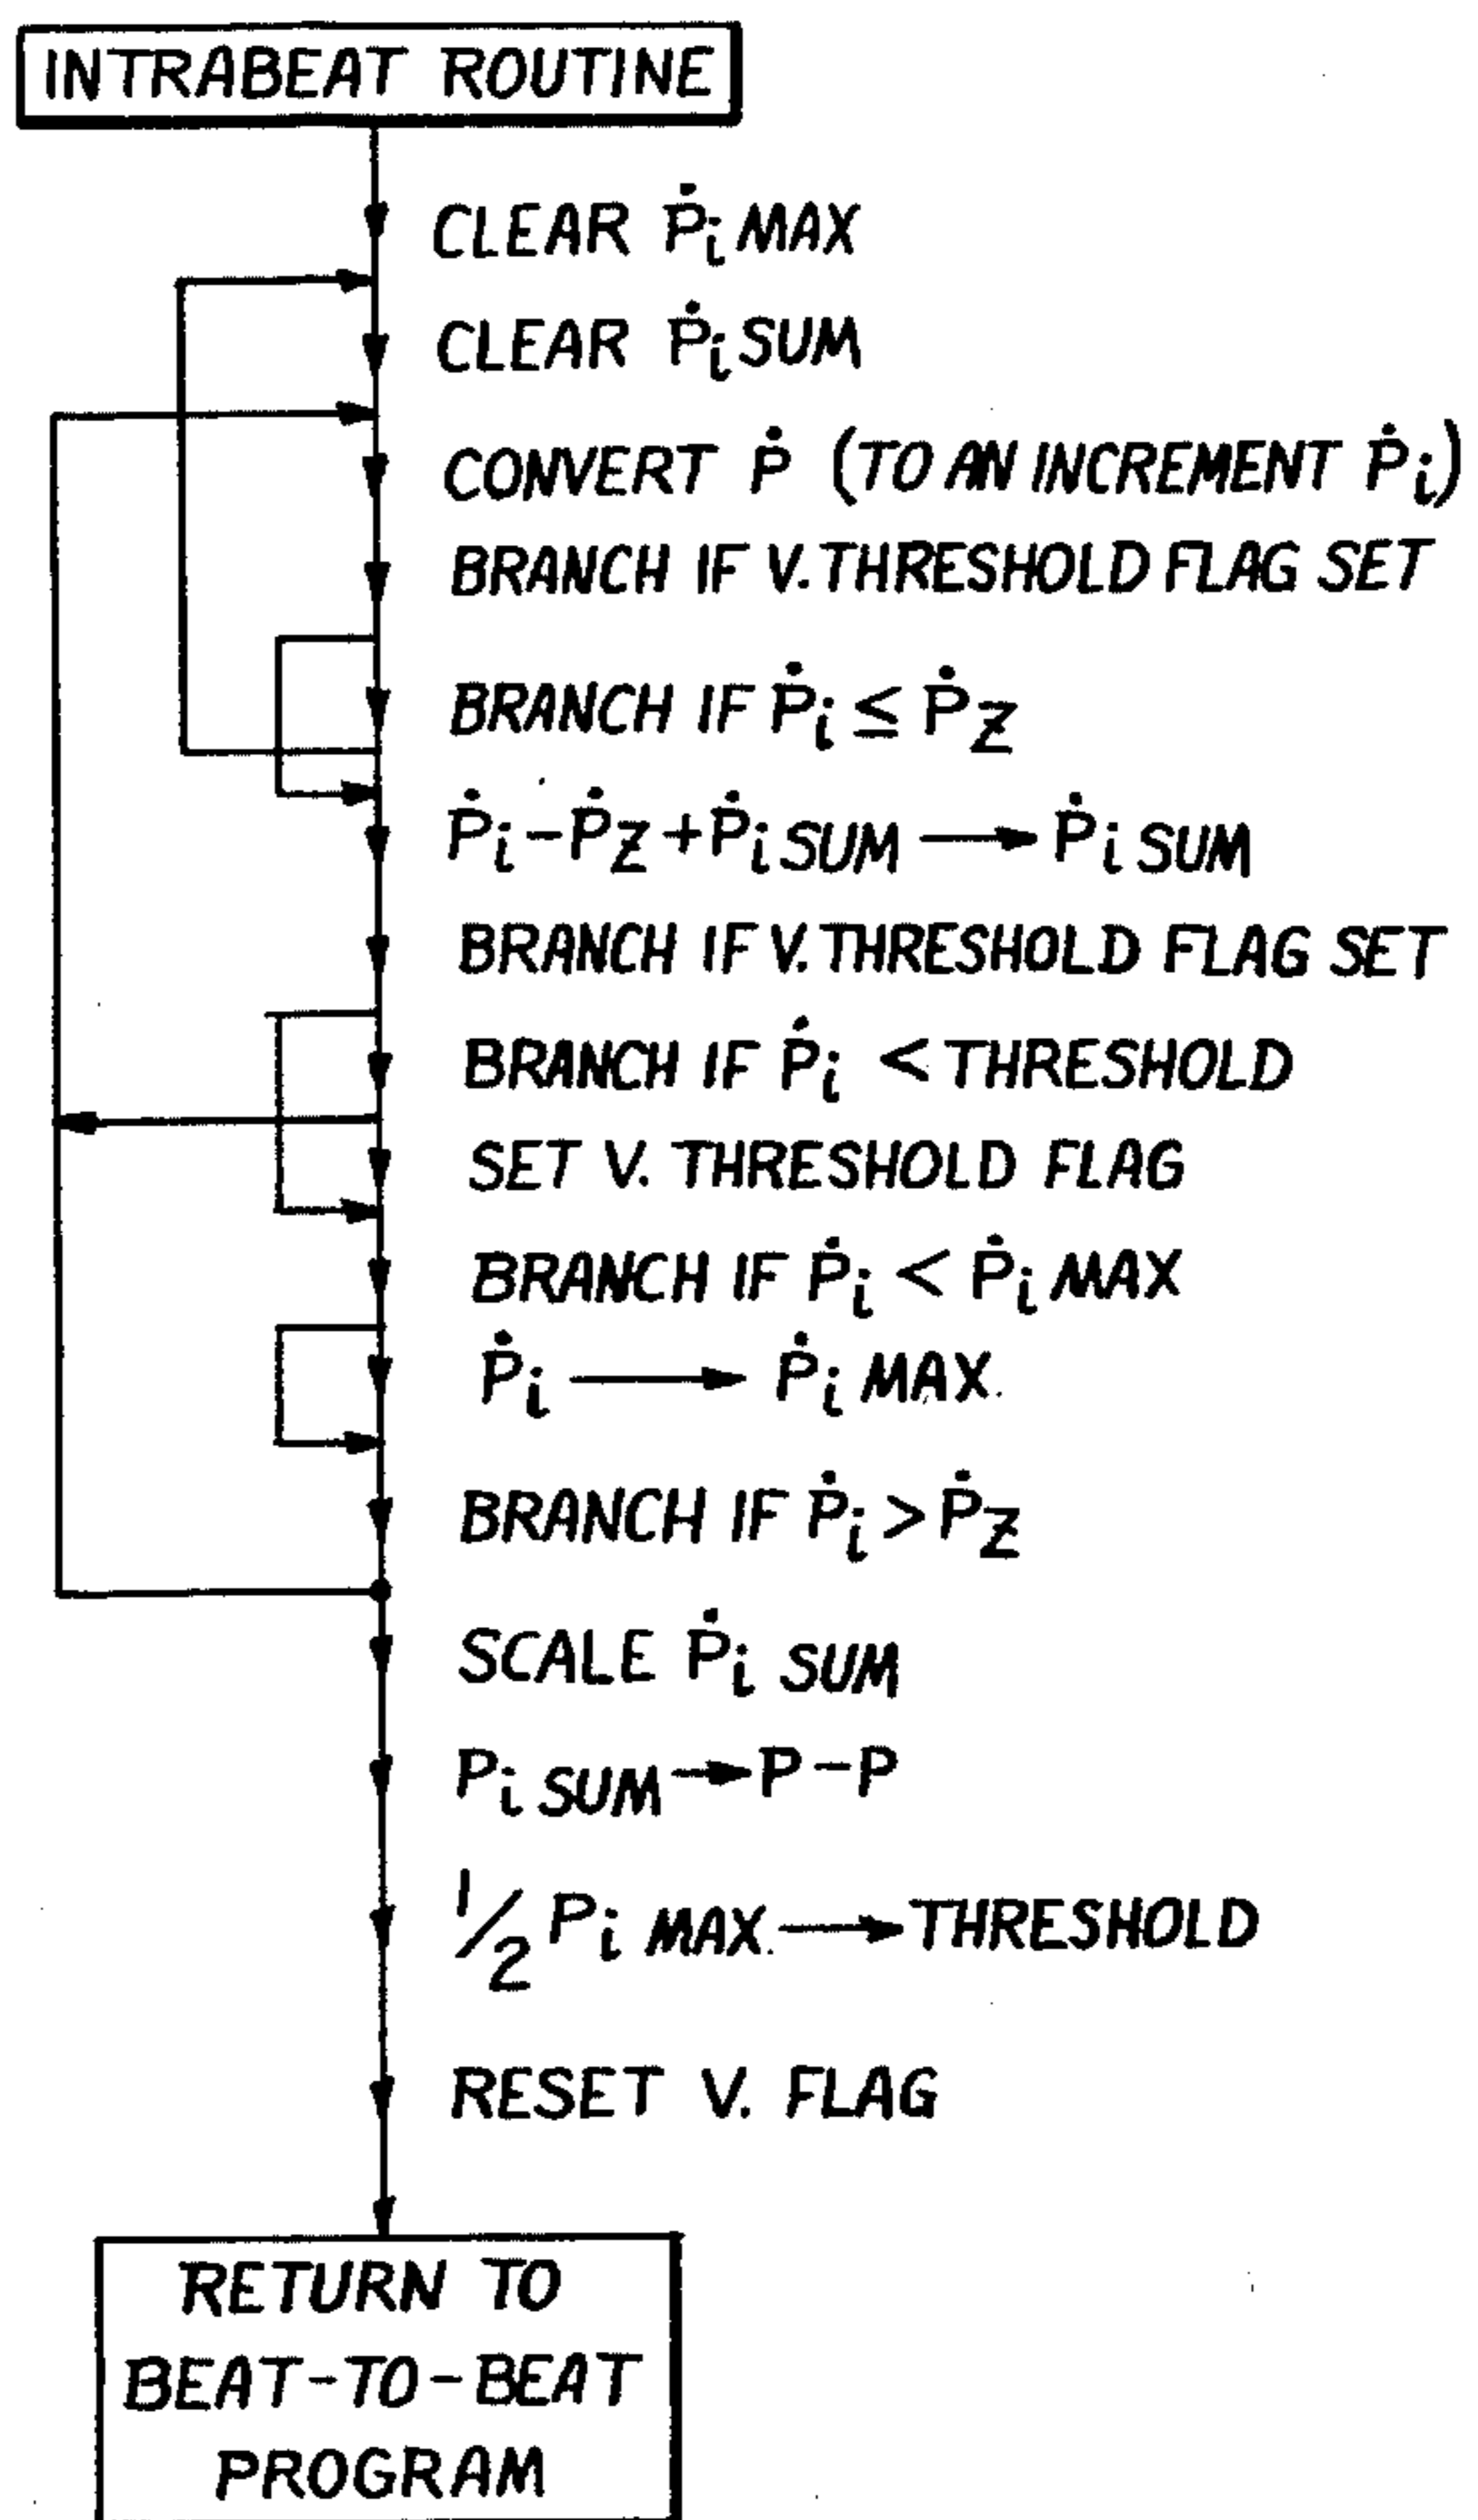 INTRABEAT ROUTINE
CLEAR Ṗi MAX
CLEAR Ṗi SUM
CONVERT Ṗ (TO AN INCREMENT Ṗi)
BRANCH IF V. THRESHOLD FLAG SET
BRANCH IF Ṗi ≤ ṖZ
Ṗi - ṖZ + Ṗi SUM → Ṗi SUM
BRANCH IF V. THRESHOLD FLAG SET
BRANCH IF Ṗi < THRESHOLD
SET V. THRESHOLD FLAG
BRANCH IF Ṗi < Ṗi MAX
Ṗi → Ṗi MAX.
BRANCH IF Ṗi > ṖZ
SCALE Ṗi SUM
Pi SUM → P-P
1/2 Pi MAX. → THRESHOLD
RESET V. FLAG
RETURN TO
BEAT-TO-BEAT
PROGRAM